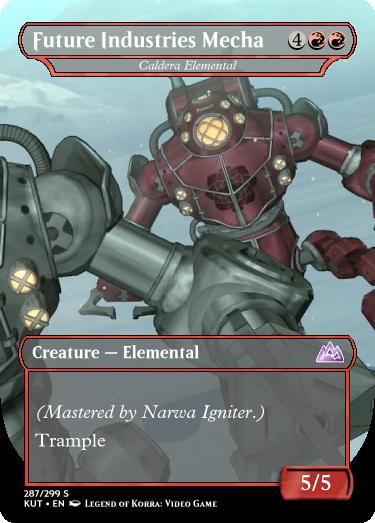 Future Industries Mecha 4
Caldera Elemental
Creature — Elemental
(Mastered by Narwa Igniter.)
Trample
5/5
287/299 S
KUT • EN Legend of Korra: Video Game